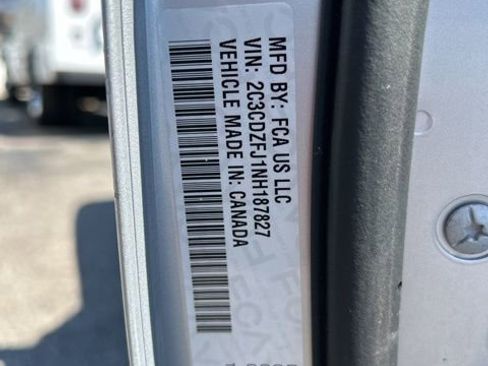 MFD BY: FCA US LLC
VIN: 2C3CDZFJ1NH187827
VEHICLE MADE IN: CANADA